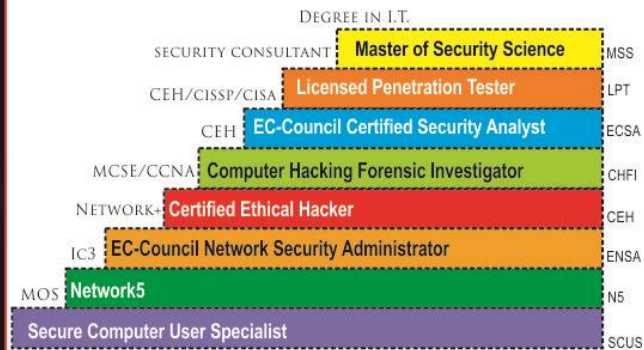 DEGREE IN I.T.
SECURITY CONSULTANT Master of Security Science MSS
CEH/CISSP/CISA Licensed Penetration Tester LPT
CEH EC-Council Certified Security Analyst ECSA
MCSE/CCNA Computer Hacking Forensic Investigator CHFI
NETWORK+ Certified Ethical Hacker CEH
IC3 EC-Council Network Security Administrator ENSA
MOS Network5 N5
Secure Computer User Specialist SCUS